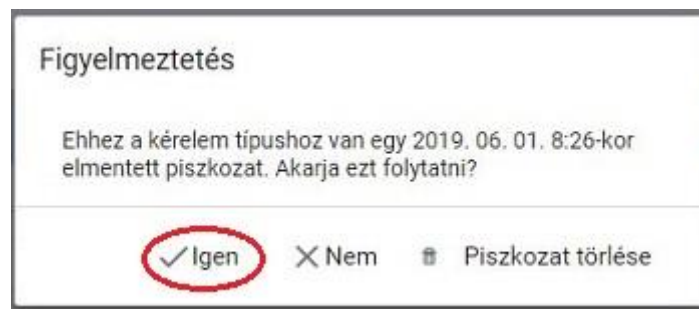 Figyelmeztetés
Ehhez a kérelem típushoz van egy 2019. 06. 01. 8:26-kor
elmentett piszkozat. Akarja ezt folytatni?
Igen Nem Piszkozat törlése